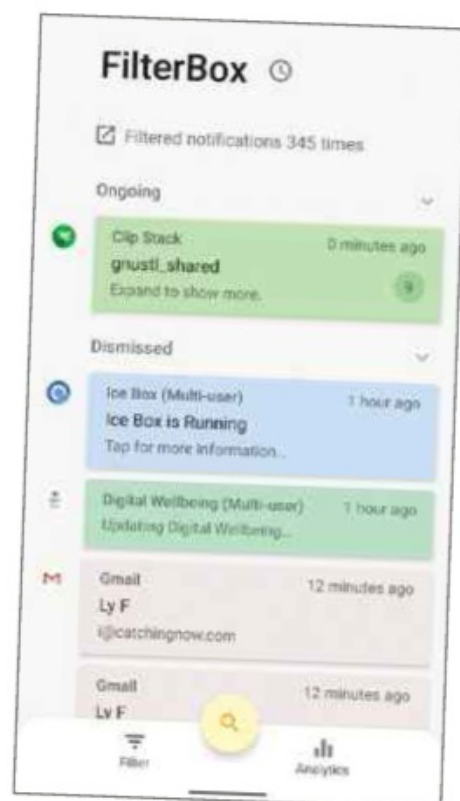 FilterBox
Filtered notifications 345 times
Ongoing
Clip Stack 0 minutes ago
gnustl_shared
Expand to show more. 9
Dismissed
Ice Box (Multi-user) 1 hour ago
Ice Box is Running
Tap for more information...
Digital Wellbeing (Multi-user) 1 hour ago
Updating Digital Wellbeing...
Gmail 12 minutes ago
Ly F
i@catchingnow.com
Gmail 12 minutes ago
Ly F
Filter Analytics